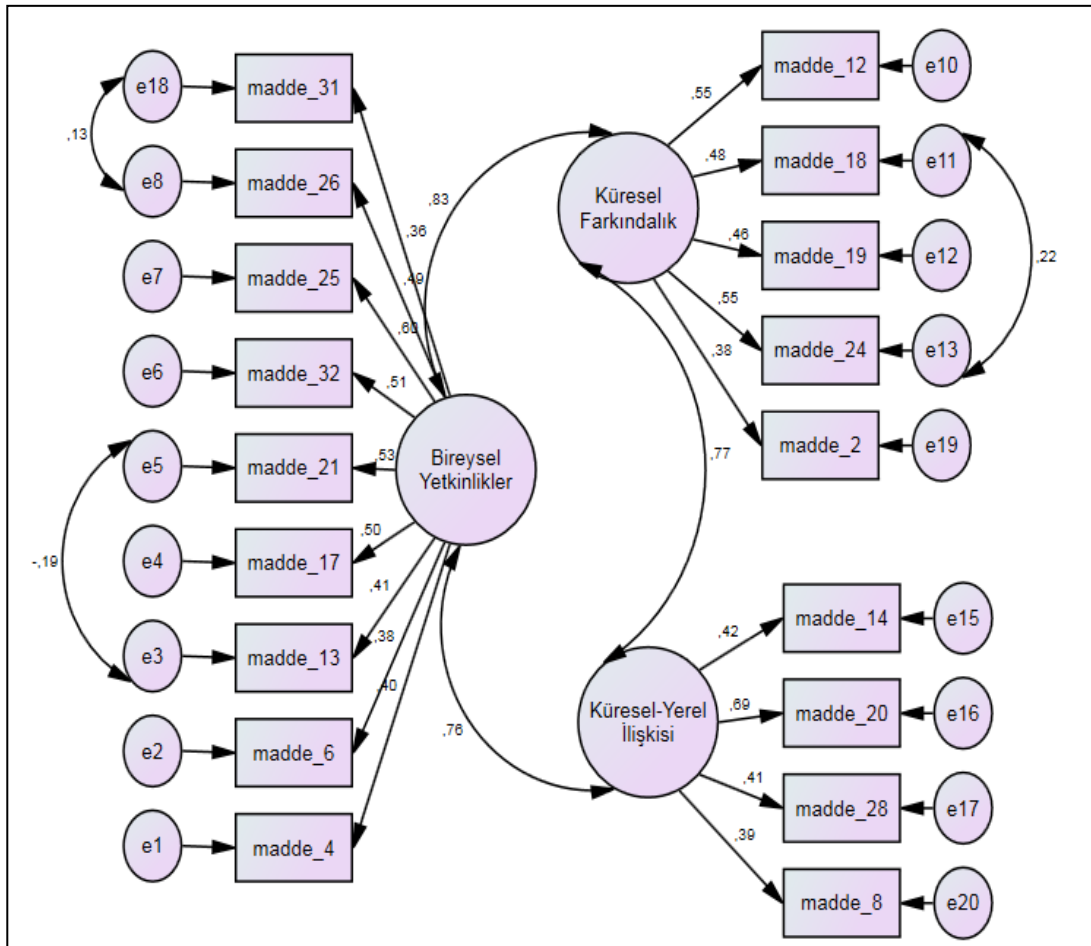 e18
madde_31
,13
e8
madde_26
e7
madde_25
e6
madde_32
e5
madde_21
-,19
e4
madde_17
e3
madde_13
e2
madde_6
e1
madde_4
,83
,36
,49
,60
,51
,53
,50
,41
,38
,40
Bireysel
Yetkinlikler
,76
,77
Küresel
Farkındalık
,55
,48
,46
,55
,38
madde_12
e10
madde_18
e11
madde_19
e12
,22
madde_24
e13
madde_2
e19
Küresel-Yerel
İlişkisi
,42
,69
,41
,39
madde_14
e15
madde_20
e16
madde_28
e17
madde_8
e20